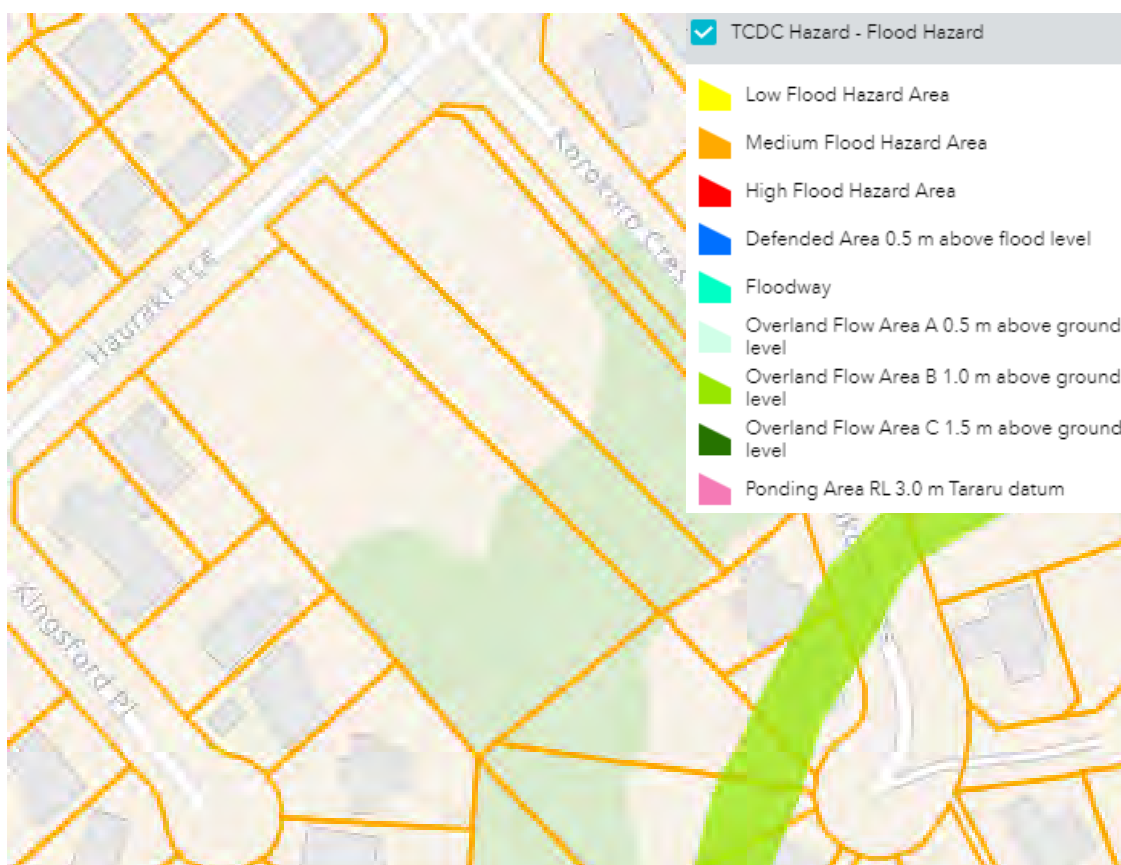 TCDC Hazard - Flood Hazard
Low Flood Hazard Area
Medium Flood Hazard Area
High Flood Hazard Area
Defended Area 0.5 m above flood level
Floodway
Overland Flow Area A 0.5 m above ground
level
Overland Flow Area B 1.0 m above ground
level
Overland Flow Area C 1.5 m above ground
level
Ponding Area RL 3.0 m Tararu datum
Korokoro Cres
Hauraki Tce
Kingsford Pl